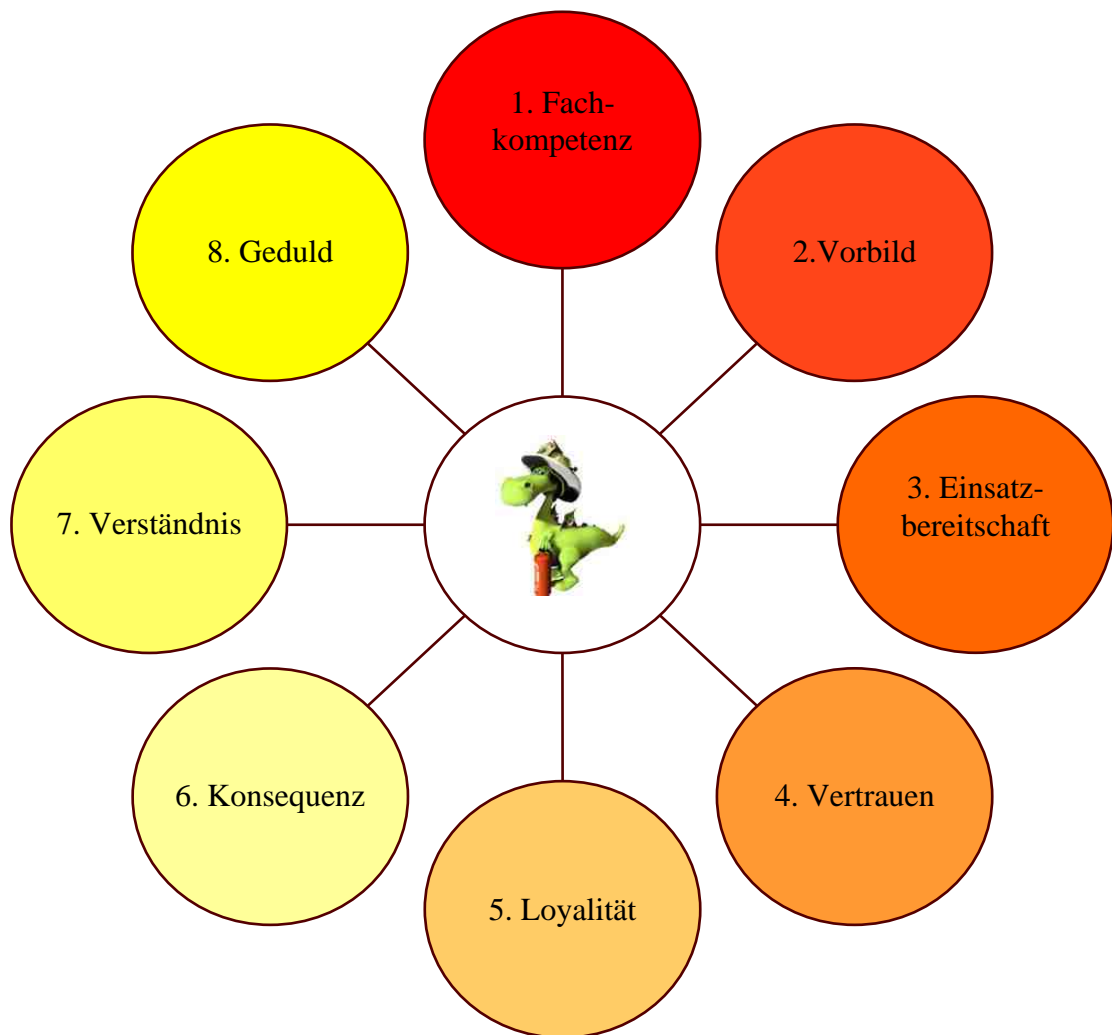 1. Fach-
kompetenz
2.Vorbild
3. Einsatz-
bereitschaft
4. Vertrauen
5. Loyalität
6. Konsequenz
7. Verständnis
8. Geduld